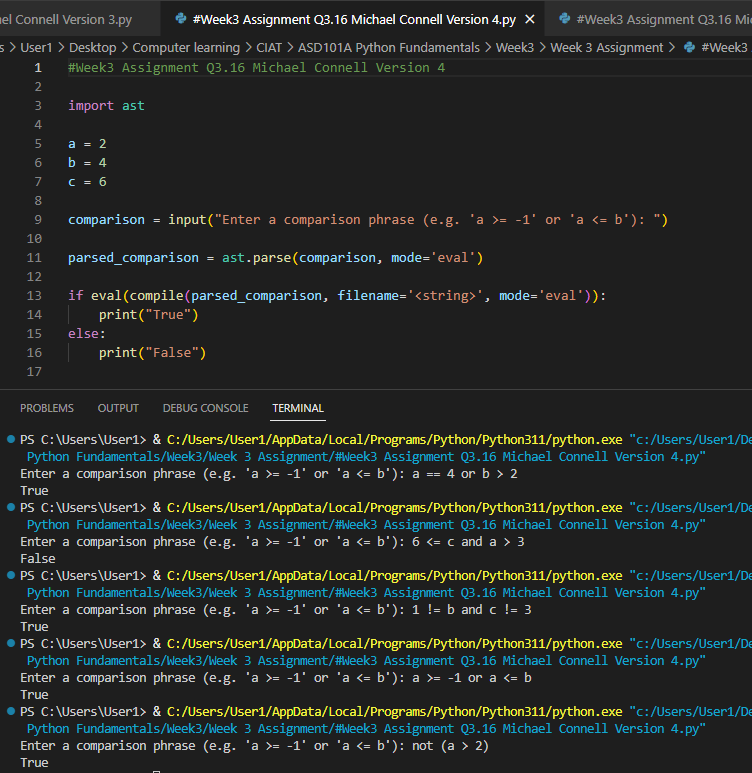 el Connell Version 3.py #Week3 Assignment Q3.16 Michael Connell Version 4.py × #Week3 Assignment Q3.16 Mi
s > User1 > Desktop > Computer learning > CIAT > ASD101A Python Fundamentals > Week3 > Week 3 Assignment > #Week3
1 #Week3 Assignment Q3.16 Michael Connell Version 4
2
3 import ast
4
5 a = 2
6 b = 4
7 c = 6
8
9 comparison = input("Enter a comparison phrase (e.g. 'a >= -1' or 'a <= b'): ")
10
11 parsed_comparison = ast.parse(comparison, mode='eval')
12
13 if eval(compile(parsed_comparison, filename='<string>', mode='eval')):
14 print("True")
15 else:
16 print("False")
17
PROBLEMS OUTPUT DEBUG CONSOLE TERMINAL
PS C:\Users\User1> & C:/Users/User1/AppData/Local/Programs/Python/Python311/python.exe "c:/Users/User1/De
Python Fundamentals/Week3/Week 3 Assignment/#Week3 Assignment Q3.16 Michael Connell Version 4.py"
Enter a comparison phrase (e.g. 'a >= -1' or 'a <= b'): a == 4 or b > 2
True
PS C:\Users\User1> & C:/Users/User1/AppData/Local/Programs/Python/Python311/python.exe "c:/Users/User1/De
Python Fundamentals/Week3/Week 3 Assignment/#Week3 Assignment Q3.16 Michael Connell Version 4.py"
Enter a comparison phrase (e.g. 'a >= -1' or 'a <= b'): 6 <= c and a > 3
False
PS C:\Users\User1> & C:/Users/User1/AppData/Local/Programs/Python/Python311/python.exe "c:/Users/User1/De
Python Fundamentals/Week3/Week 3 Assignment/#Week3 Assignment Q3.16 Michael Connell Version 4.py"
Enter a comparison phrase (e.g. 'a >= -1' or 'a <= b'): 1 != b and c != 3
True
PS C:\Users\User1> & C:/Users/User1/AppData/Local/Programs/Python/Python311/python.exe "c:/Users/User1/De
Python Fundamentals/Week3/Week 3 Assignment/#Week3 Assignment Q3.16 Michael Connell Version 4.py"
Enter a comparison phrase (e.g. 'a >= -1' or 'a <= b'): a >= -1 or a <= b
True
PS C:\Users\User1> & C:/Users/User1/AppData/Local/Programs/Python/Python311/python.exe "c:/Users/User1/De
Python Fundamentals/Week3/Week 3 Assignment/#Week3 Assignment Q3.16 Michael Connell Version 4.py"
Enter a comparison phrase (e.g. 'a >= -1' or 'a <= b'): not (a > 2)
True